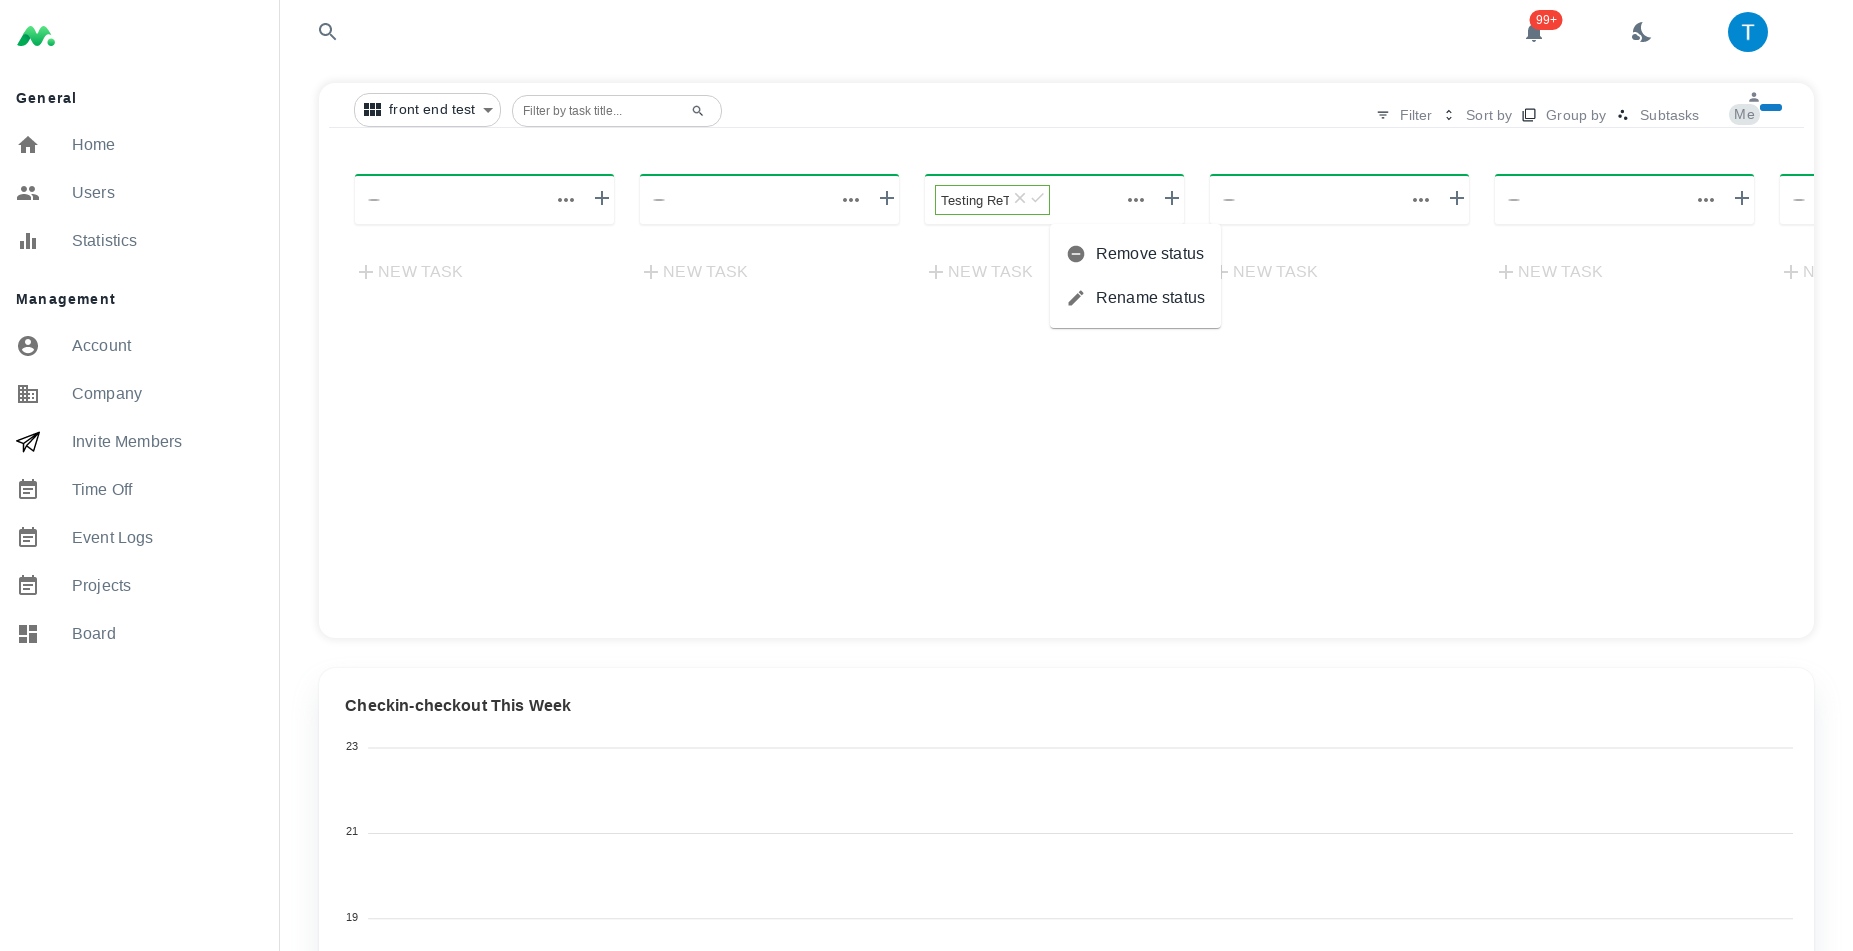 99+
T
General
Home
Users
Statistics
Management
Account
Company
Invite Members
Time Off
Event Logs
Projects
Board
front end test
Filter by task title...
Filter
Sort by
Group by
Subtasks
Me
–
–
Testing ReT
–
–
–
NEW TASK
NEW TASK
NEW TASK
NEW TASK
NEW TASK
N
Remove status
Rename status
Checkin-checkout This Week
23
21
19